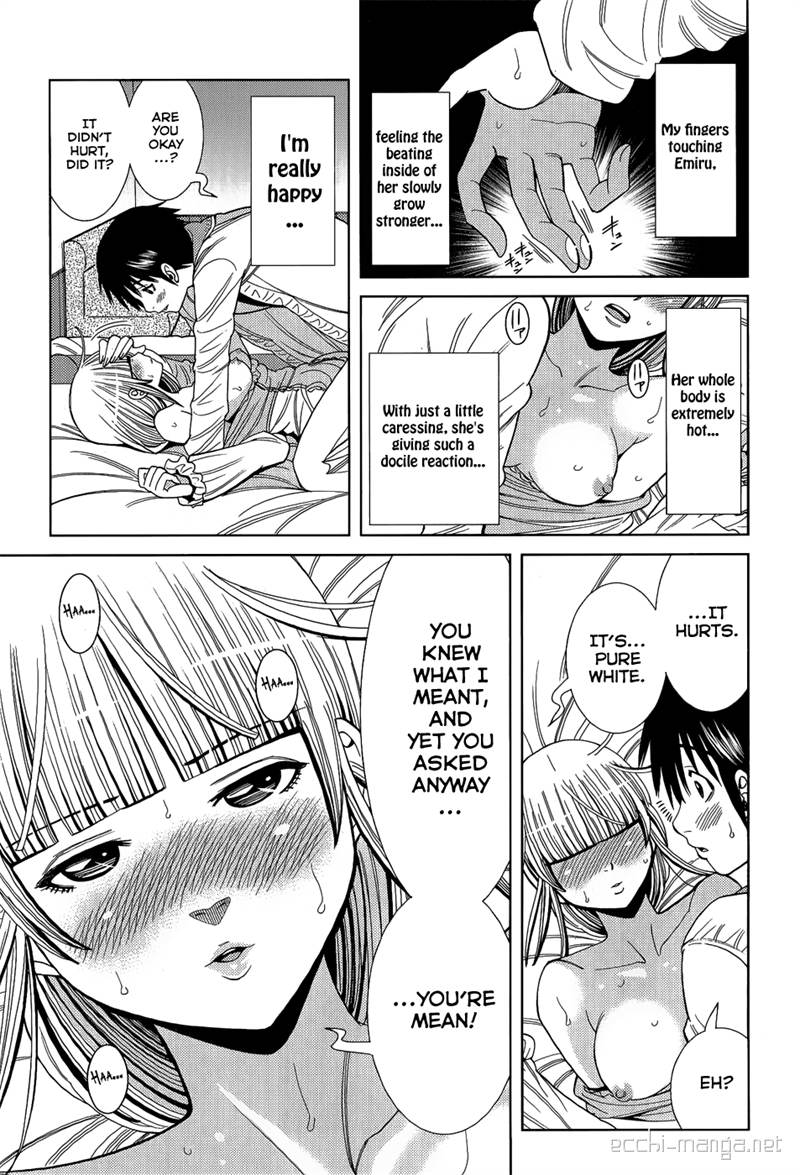 My fingers
touching
Emiru,
feeling the
beating
inside of
her slowly
grow
stronger...
Her whole
body is
extremely
hot...
With just a little
caressing, she's
giving such a
docile reaction...
I'm
really
happy
...
ARE
YOU
OKAY
...?
IT
DIDN'T
HURT,
DID IT?
...IT
HURTS.
IT'S...
PURE
WHITE.
EH?
YOU
KNEW
WHAT I
MEANT,
AND
YET YOU
ASKED
ANYWAY
...
...YOU'RE
MEAN!
HAA...
HAA...
HAA...
ecchi-manga.net